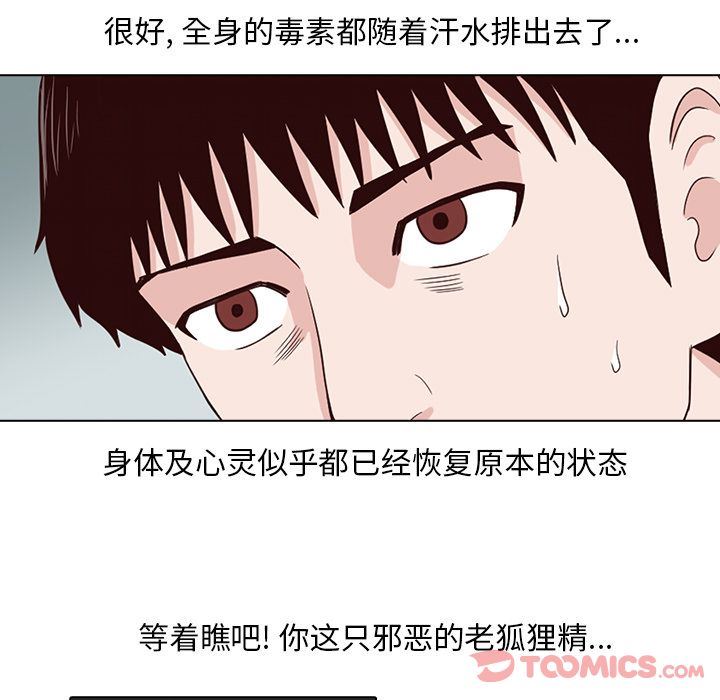 很好, 全身的毒素都随着汗水排出去了...
身体及心灵似乎都已经恢复原本的状态
等着瞧吧! 你这只邪恶的老狐狸精...
TOOMICS.COM